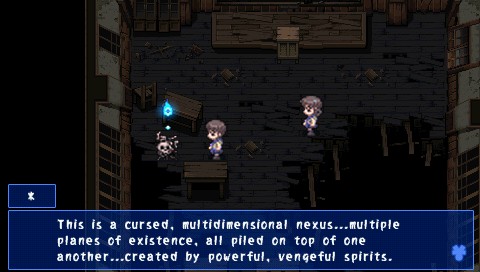 *
This is a cursed, multidimensional nexus...multiple
planes of existence, all piled on top of one
another...created by powerful, vengeful spirits.